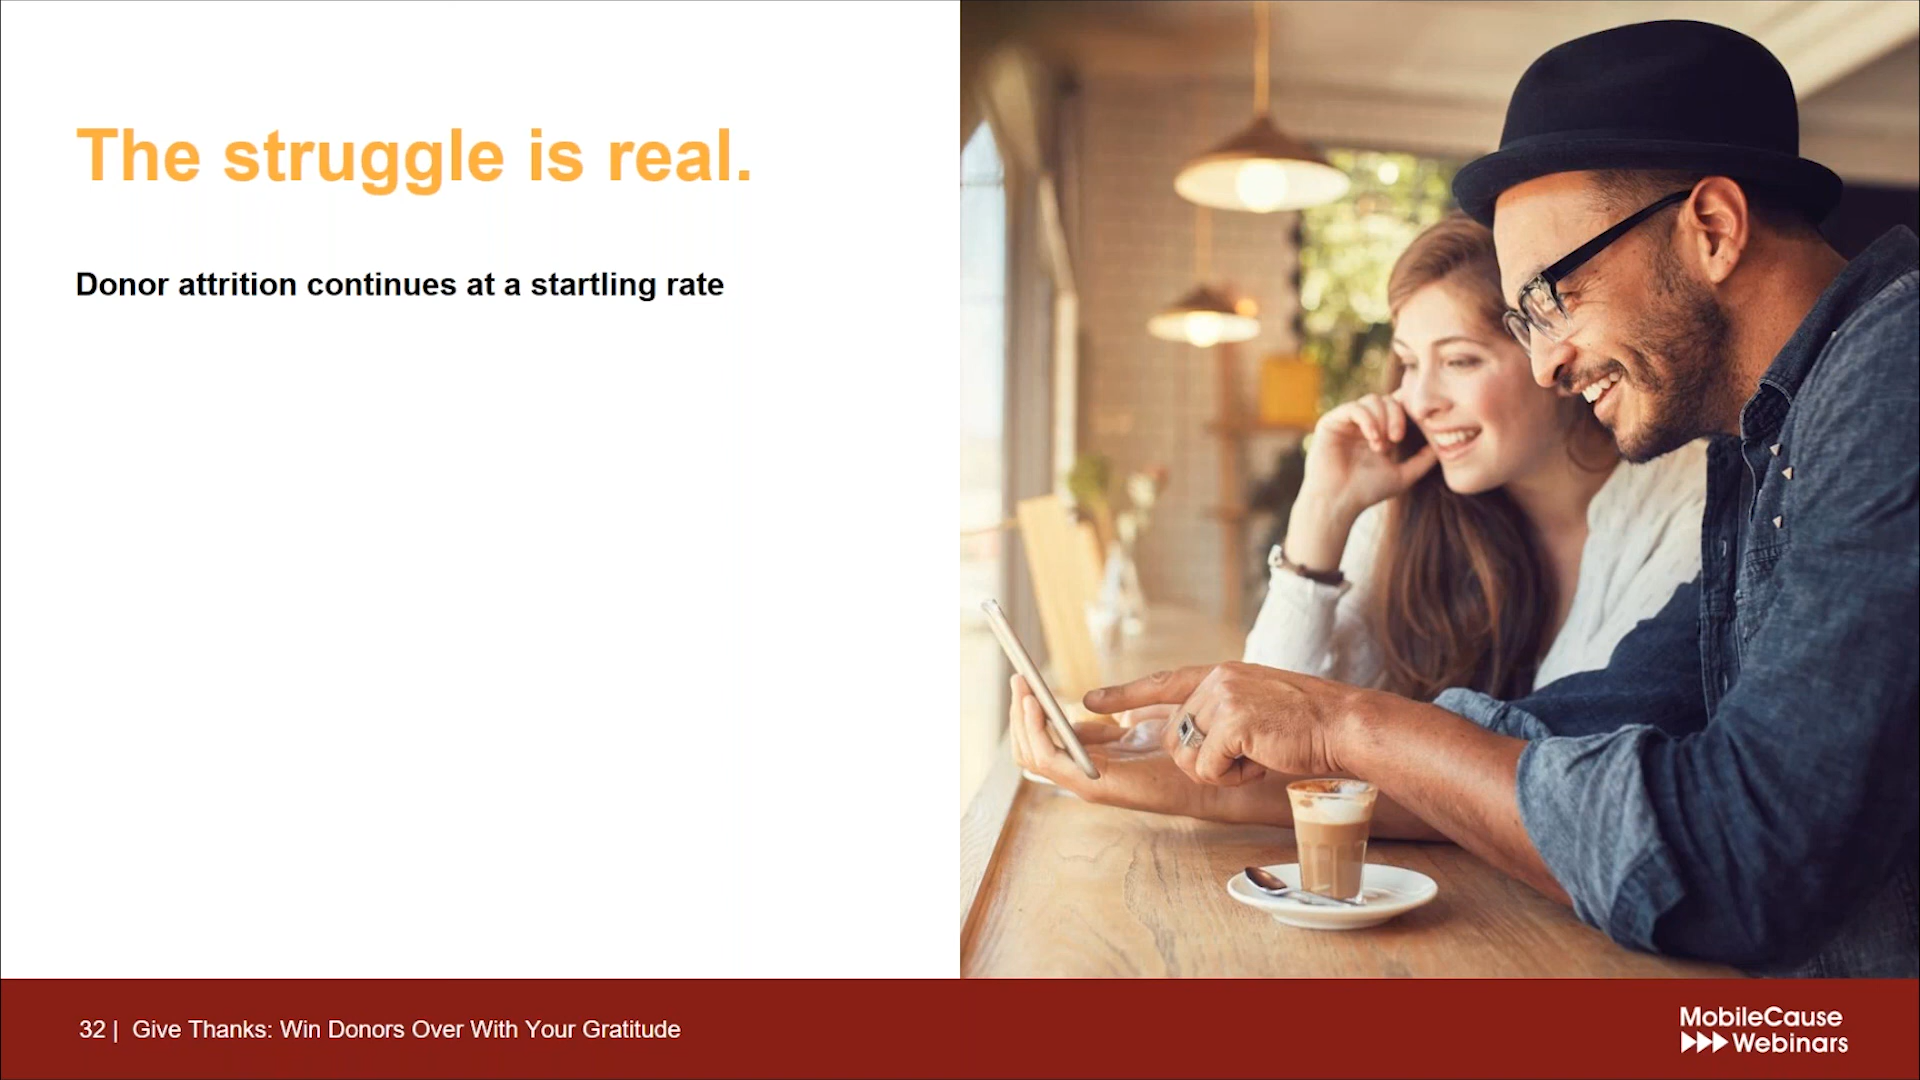 The struggle is real.
Donor attrition continues at a startling rate
32 | Give Thanks: Win Donors Over With Your Gratitude
MobileCause
Webinars